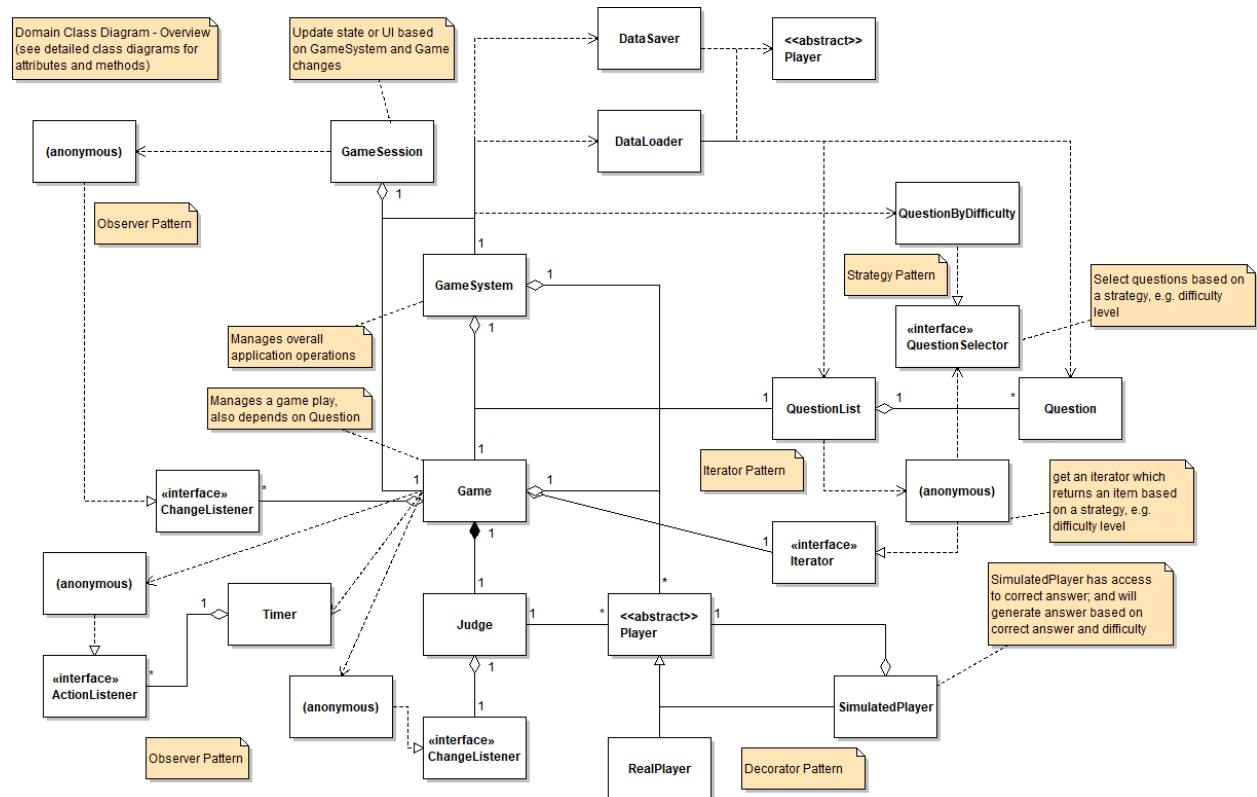 Domain Class Diagram - Overview
(see detailed class diagrams for
attributes and methods)
Update state or UI based
on GameSystem and Game
changes
DataSaver
<<abstract>>
Player
(anonymous)
GameSession
DataLoader
1
Observer Pattern
QuestionByDifficulty
1
Strategy Pattern
Select questions based on
a strategy, e.g. difficulty
level
GameSystem
1
1
«interface»
QuestionSelector
Manages overall
application operations
Manages a game play,
also depends on Question
1
QuestionList
1
*
Question
1
Iterator Pattern
«interface»
ChangeListener
*
1
Game
1
1
(anonymous)
get an iterator which
returns an item based
on a strategy, e.g.
difficulty level
1
«interface»
Iterator
(anonymous)
1
Timer
1
*
Judge
1
*
<<abstract>>
Player
1
SimulatedPlayer has access
to correct answer; and will
generate answer based on
correct answer and difficulty
«interface»
ActionListener
*
1
(anonymous)
1
SimulatedPlayer
Observer Pattern
«interface»
ChangeListener
RealPlayer
Decorator Pattern